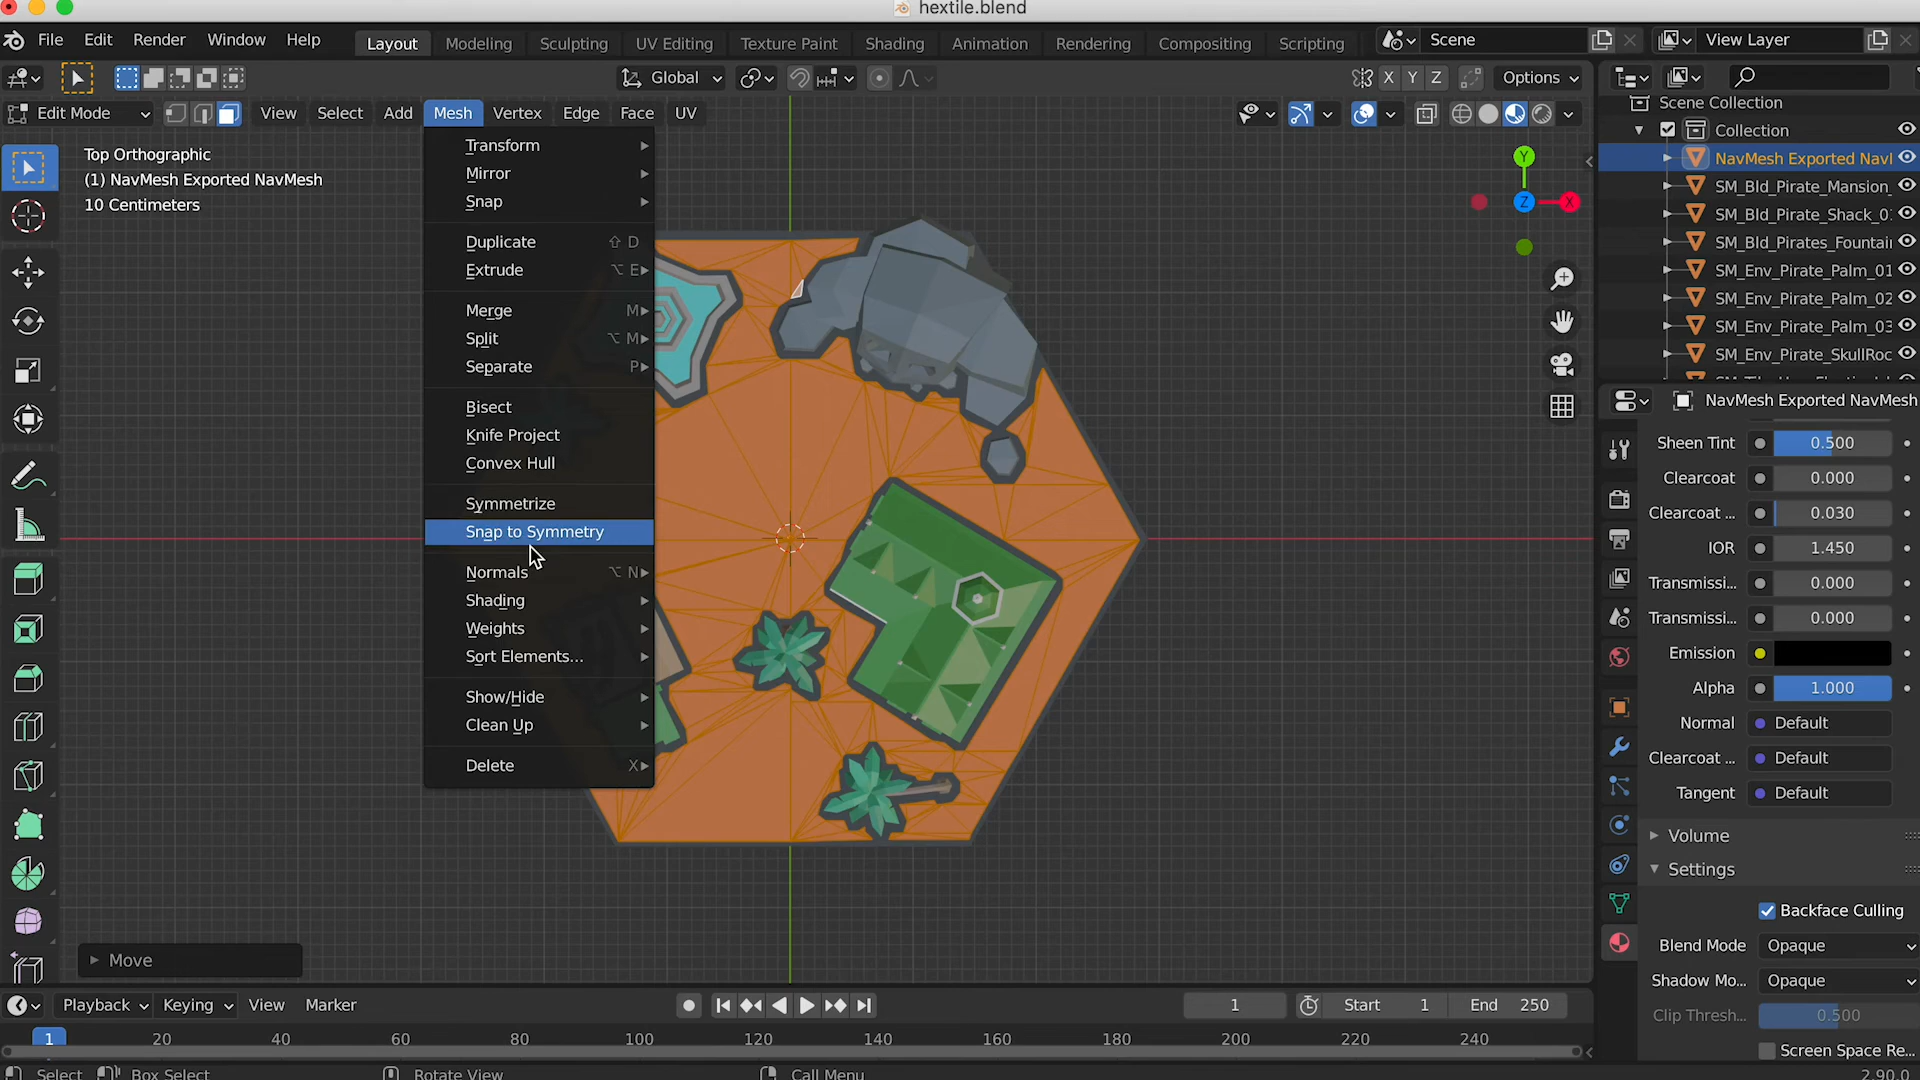 hextile.blend
File Edit Render Window Help
Layout Modeling Sculpting UV Editing Texture Paint Shading Animation Rendering Compositing Scripting
Scene View Layer
Global X Y Z Options
Edit Mode View Select Add Mesh Vertex Edge Face UV
Top Orthographic
(1) NavMesh Exported NavMesh
10 Centimeters
Transform
Mirror
Snap
Duplicate ⇧ D
Extrude ⌥ E
Merge M
Split ⌥ M
Separate P
Bisect
Knife Project
Convex Hull
Symmetrize
Snap to Symmetry
Normals ⌥ N
Shading
Weights
Sort Elements...
Show/Hide
Clean Up
Delete X
Y
Z
X
Move
Scene Collection
Collection
NavMesh Exported Nav
SM_Bld_Pirate_Mansion_
SM_Bld_Pirate_Shack_0
SM_Bld_Pirates_Fountai
SM_Env_Pirate_Palm_01
SM_Env_Pirate_Palm_02
SM_Env_Pirate_Palm_03
SM_Env_Pirate_SkullRoc
NavMesh Exported NavMesh
Sheen Tint 0.500
Clearcoat 0.000
Clearcoat ... 0.030
IOR 1.450
Transmissi... 0.000
Transmissi... 0.000
Emission
Alpha 1.000
Normal Default
Clearcoat ... Default
Tangent Default
Volume
Settings
Backface Culling
Blend Mode Opaque
Shadow Mo... Opaque
Clip Thresh... 0.500
Screen Space Re...
Playback Keying View Marker 1 Start 1 End 250
1 20 40 60 80 100 120 140 160 180 200 220 240
Select Box Select Rotate View Call Menu 2.90.0